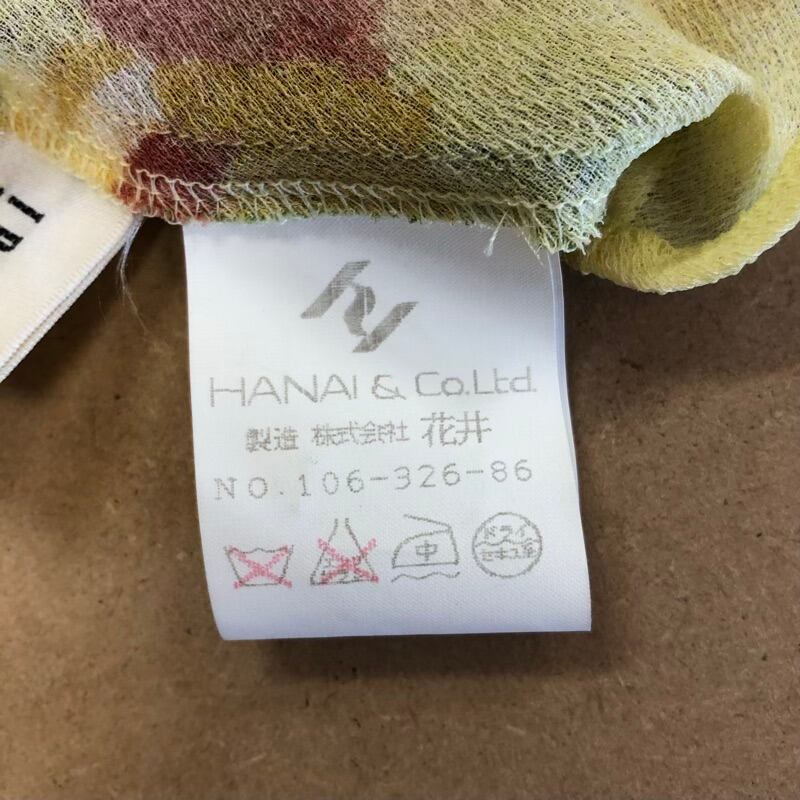 HANAI & Co.Ltd.
製造 株式会社 花井
NO.106-326-86
中
ドライ
セキユ系